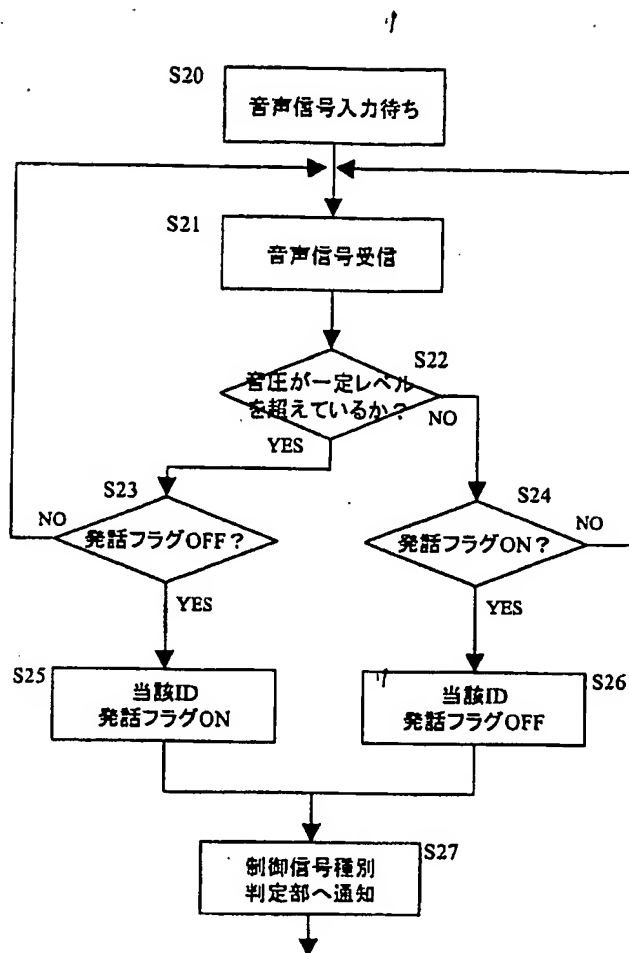 S20
音声信号入力待ち
S21
音声信号受信
S22
音圧が一定レベル
を超えているか?
YES
NO
S23
S24
NO
発話フラグOFF?
発話フラグON?
NO
YES
YES
S25
当該ID
発話フラグON
当該ID
発話フラグOFF
S26
S27
制御信号種別
判定部へ通知